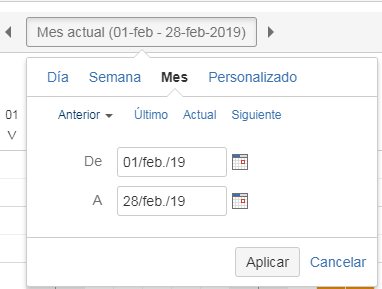 Mes actual (01-feb - 28-feb-2019)
Día Semana Mes Personalizado
01
V
Anterior Último Actual Siguiente
De 01/feb./19
A 28/feb./19
Aplicar Cancelar